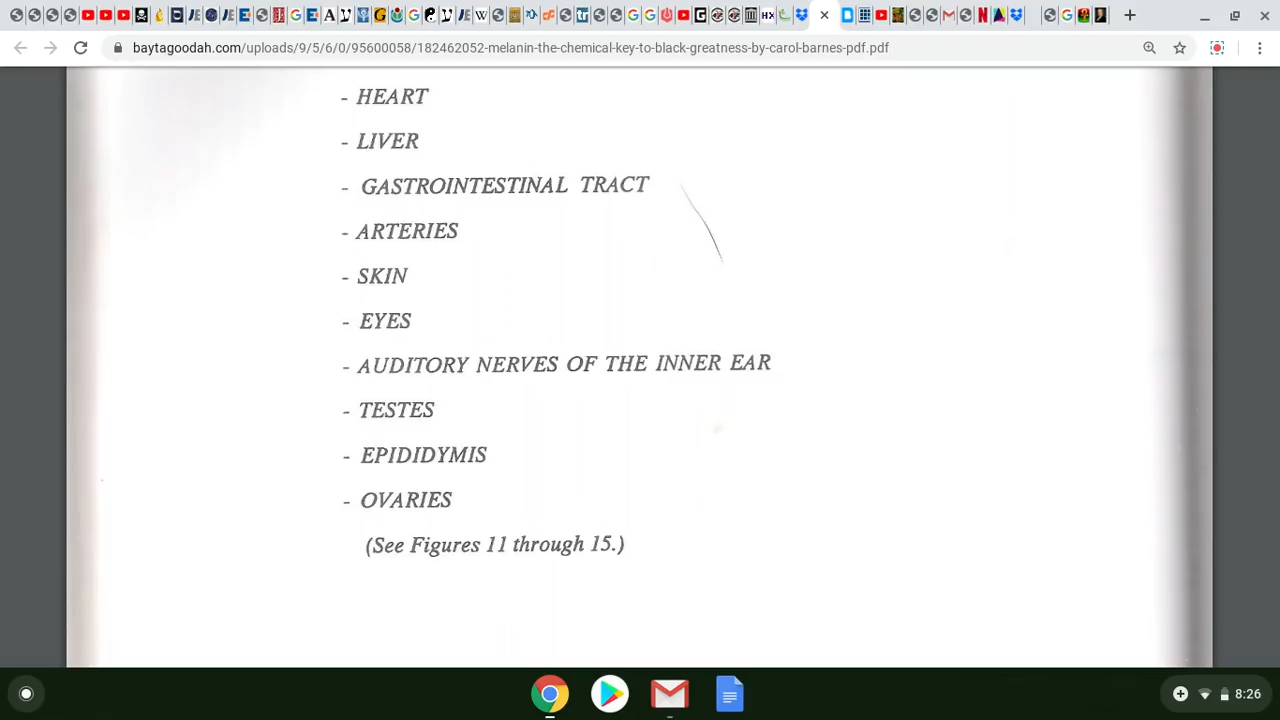 baytagoodah.com/uploads/9/5/6/0/95600058/182462052-melanin-the-chemical-key-to-black-greatness-by-carol-barnes-pdf.pdf
- HEART
- LIVER
- GASTROINTESTINAL TRACT
- ARTERIES
- SKIN
- EYES
- AUDITORY NERVES OF THE INNER EAR
- TESTES
- EPIDIDYMIS
- OVARIES
(See Figures 11 through 15.)
8:26